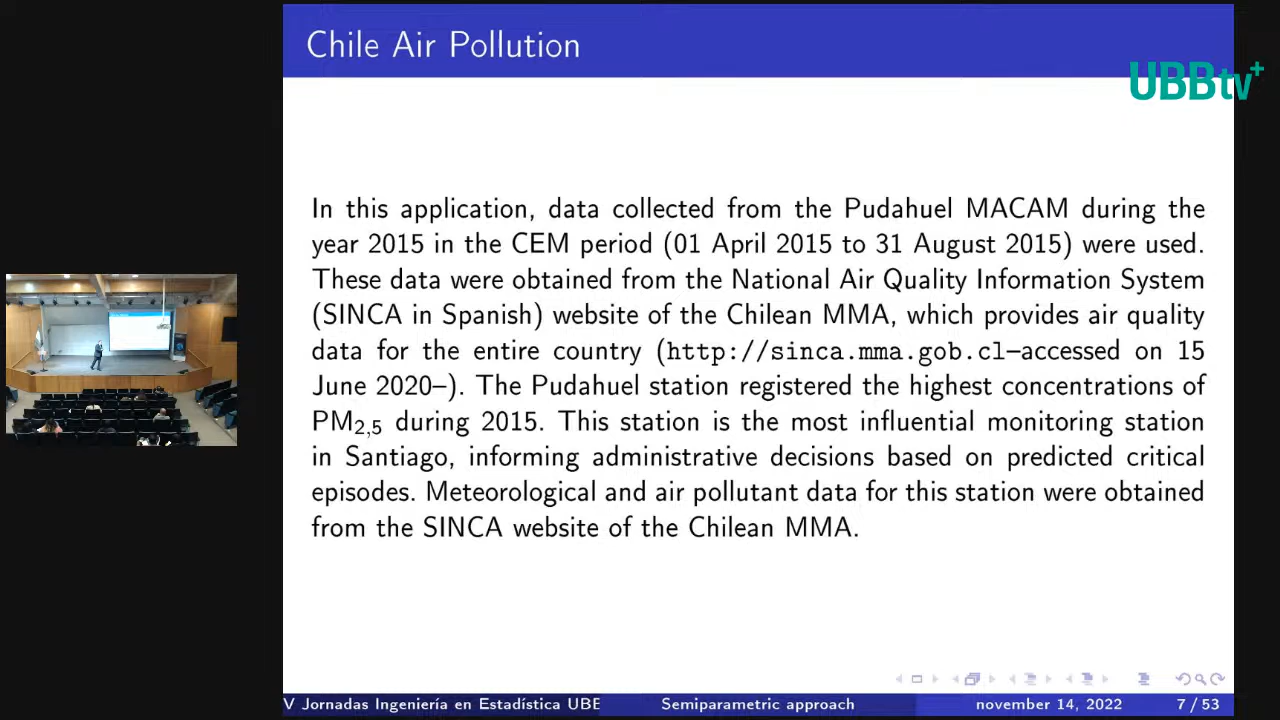 Chile Air Pollution
UBBtv+
In this application, data collected from the Pudahuel MACAM during the
year 2015 in the CEM period (01 April 2015 to 31 August 2015) were used.
These data were obtained from the National Air Quality Information System
(SINCA in Spanish) website of the Chilean MMA, which provides air quality
data for the entire country (http://sinca.mma.gob.cl–accessed on 15
June 2020–). The Pudahuel station registered the highest concentrations of
PM2,5 during 2015. This station is the most influential monitoring station
in Santiago, informing administrative decisions based on predicted critical
episodes. Meteorological and air pollutant data for this station were obtained
from the SINCA website of the Chilean MMA.
V Jornadas Ingeniería en Estadística UBB Semiparametric approach november 14, 2022 7 / 53